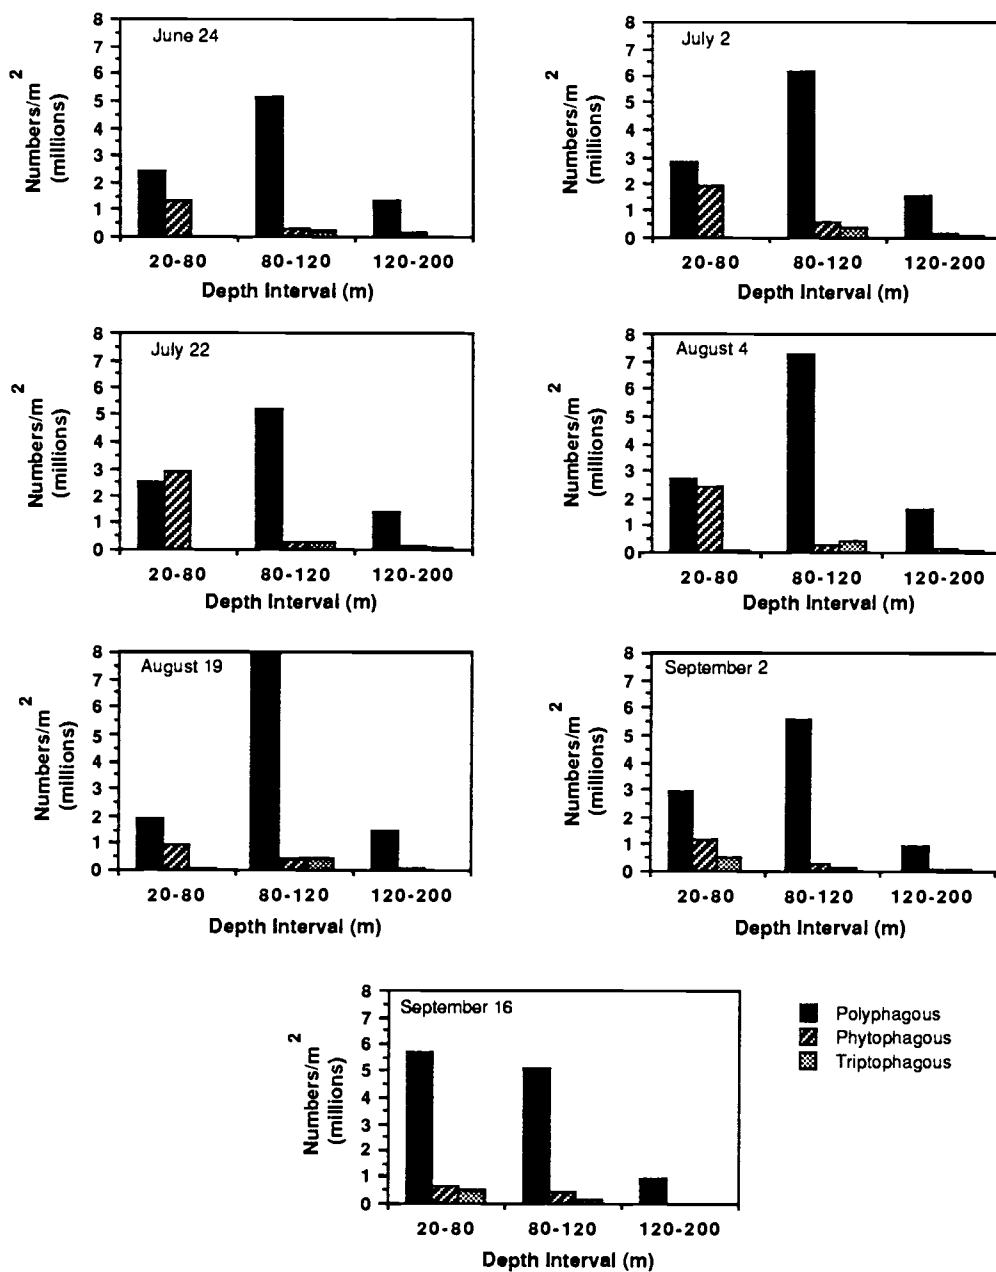 June 24
8
7
6
5
4
3
2
1
0
Numbers/m2
(millions)
20-80 80-120 120-200
Depth Interval (m)
July 2
8
7
6
5
4
3
2
1
0
Numbers/m2
(millions)
20-80 80-120 120-200
Depth Interval (m)
July 22
8
7
6
5
4
3
2
1
0
Numbers/m2
(millions)
20-80 80-120 120-200
Depth Interval (m)
August 4
8
7
6
5
4
3
2
1
0
Numbers/m2
(millions)
20-80 80-120 120-200
Depth Interval (m)
August 19
8
7
6
5
4
3
2
1
0
Numbers/m2
(millions)
20-80 80-120 120-200
Depth Interval (m)
September 2
8
7
6
5
4
3
2
1
0
Numbers/m2
(millions)
20-80 80-120 120-200
Depth Interval (m)
September 16
8
7
6
5
4
3
2
1
0
Numbers/m2
(millions)
20-80 80-120 120-200
Depth Interval (m)
Polyphagous
Phytophagous
Triptophagous